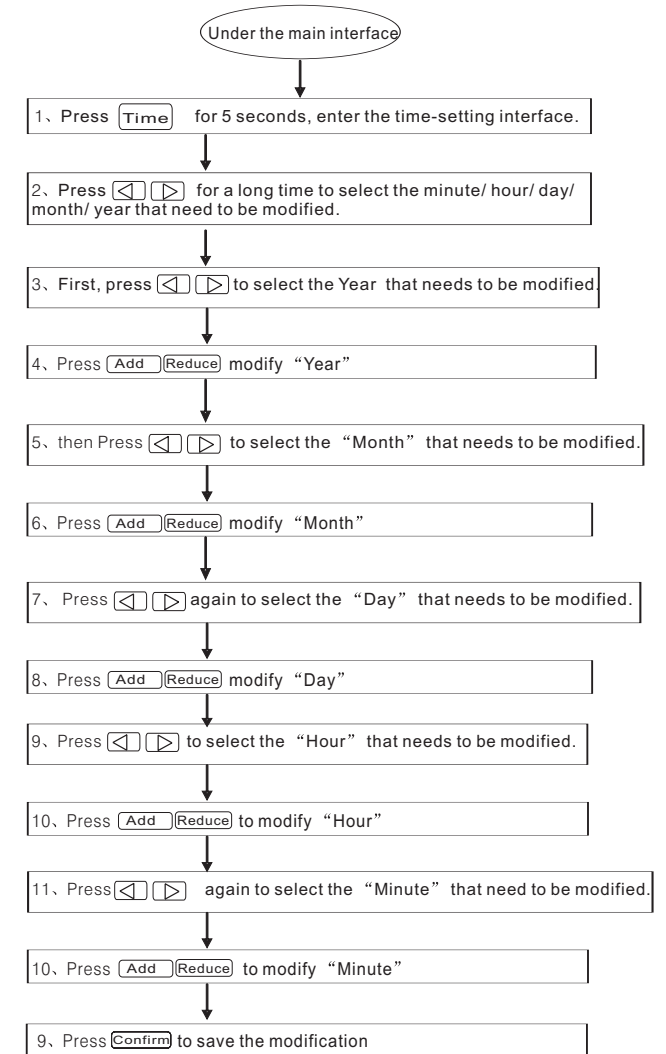 Under the main interface
1、Press Time for 5 seconds, enter the time-setting interface.
2、Press ◁ ▷ for a long time to select the minute/ hour/ day/
month/ year that need to be modified.
3、First, press ◁ ▷ to select the Year that needs to be modified.
4、Press Add Reduce modify “Year”
5、then Press ◁ ▷ to select the “Month” that needs to be modified.
6、Press Add Reduce modify “Month”
7、Press ◁ ▷ again to select the “Day” that needs to be modified.
8、Press Add Reduce modify “Day”
9、Press ◁ ▷ to select the “Hour” that needs to be modified.
10、Press Add Reduce to modify “Hour”
11、Press ◁ ▷ again to select the “Minute” that need to be modified.
10、Press Add Reduce to modify “Minute”
9、Press Confirm to save the modification